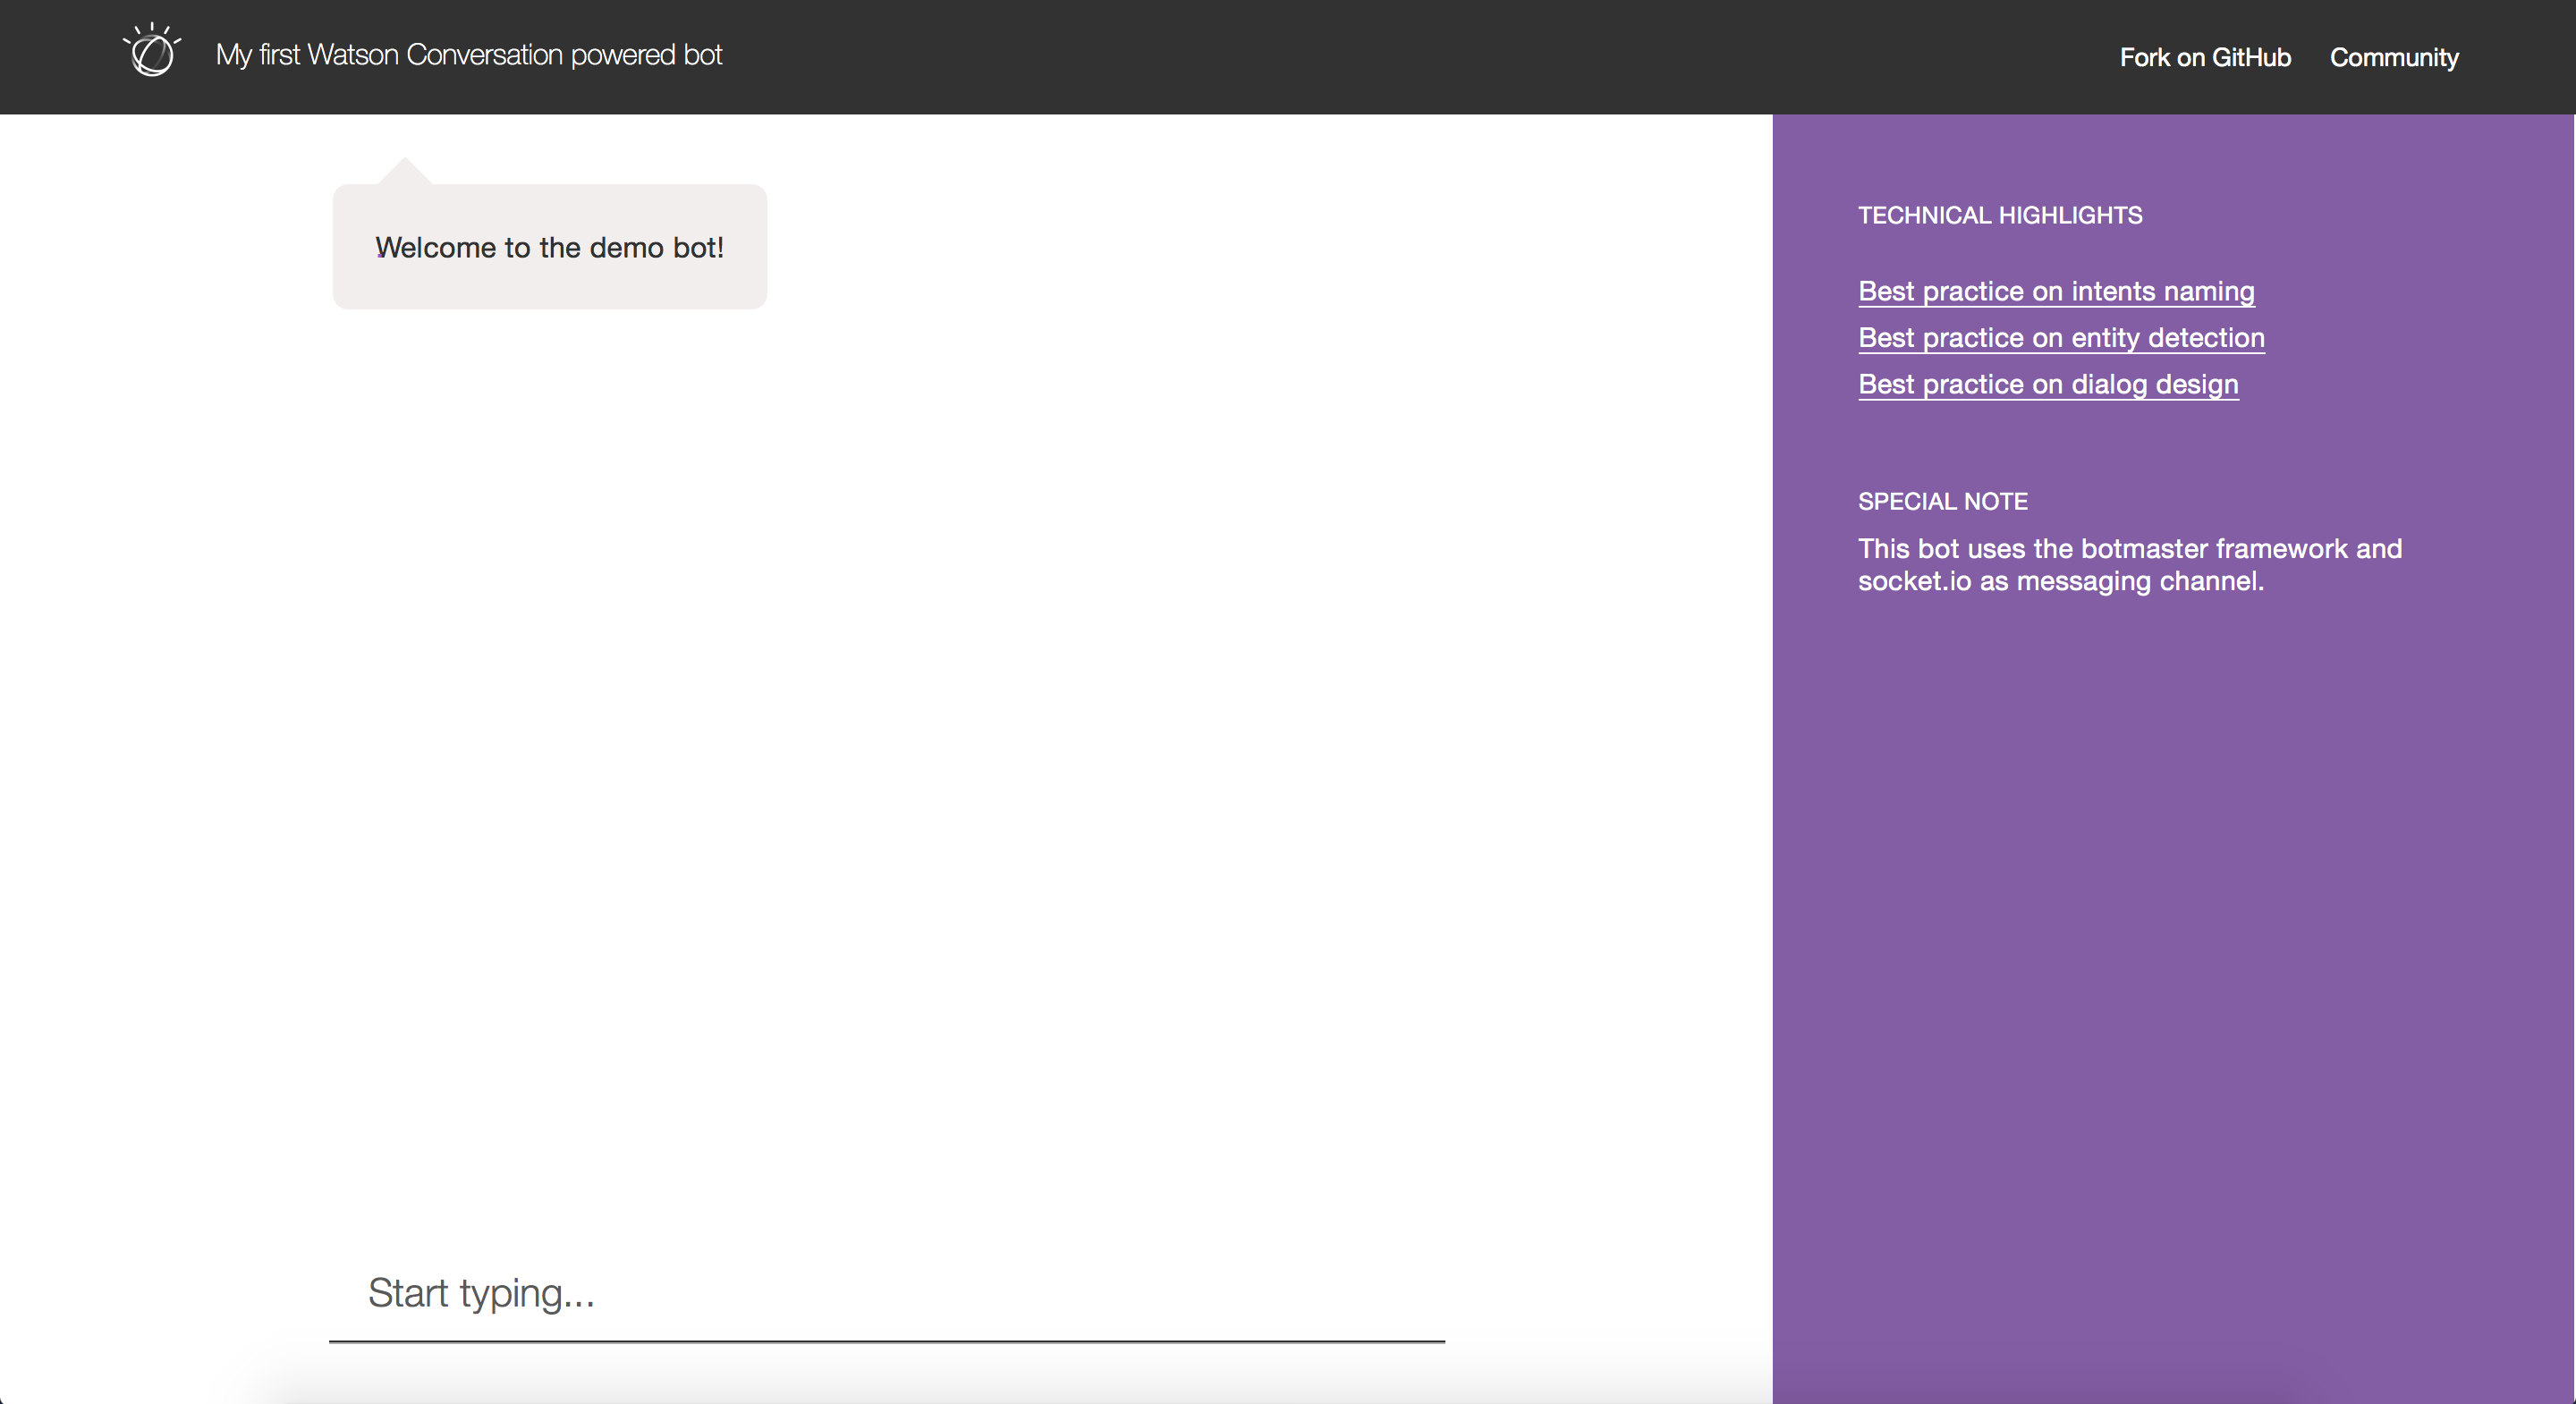 My first Watson Conversation powered bot
Fork on GitHub
Community
Welcome to the demo bot!
TECHNICAL HIGHLIGHTS
Best practice on intents naming
Best practice on entity detection
Best practice on dialog design
SPECIAL NOTE
This bot uses the botmaster framework and
socket.io as messaging channel.
Start typing...